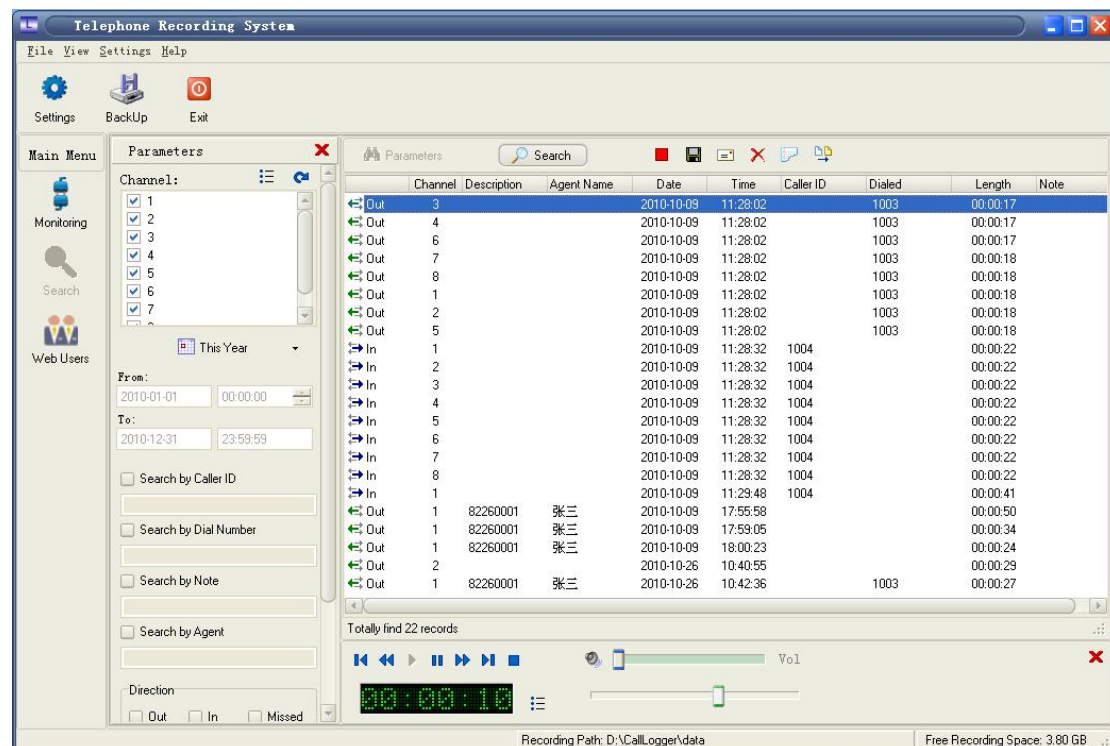 Telephone Recording System
File View Settings Help
Settings BackUp Exit
Main Menu
Monitoring
Search
Web Users
Parameters
Channel:
1
2
3
4
5
6
7
This Year
From:
2010-01-01 00:00:00
To:
2010-12-31 23:59:59
Search by Caller ID
Search by Dial Number
Search by Note
Search by Agent
Direction
Out In Missed
Parameters Search
Channel Description Agent Name Date Time Caller ID Dialed Length Note
Out 3 2010-10-09 11:28:02 1003 00:00:17
Out 4 2010-10-09 11:28:02 1003 00:00:17
Out 6 2010-10-09 11:28:02 1003 00:00:17
Out 7 2010-10-09 11:28:02 1003 00:00:18
Out 8 2010-10-09 11:28:02 1003 00:00:18
Out 1 2010-10-09 11:28:02 1003 00:00:18
Out 2 2010-10-09 11:28:02 1003 00:00:18
Out 5 2010-10-09 11:28:02 1003 00:00:18
In 1 2010-10-09 11:28:32 1004 00:00:22
In 2 2010-10-09 11:28:32 1004 00:00:22
In 3 2010-10-09 11:28:32 1004 00:00:22
In 4 2010-10-09 11:28:32 1004 00:00:22
In 5 2010-10-09 11:28:32 1004 00:00:22
In 6 2010-10-09 11:28:32 1004 00:00:22
In 7 2010-10-09 11:28:32 1004 00:00:22
In 8 2010-10-09 11:28:32 1004 00:00:22
In 1 2010-10-09 11:29:48 1004 00:00:41
Out 1 82260001 张三 2010-10-09 17:55:58 00:00:50
Out 1 82260001 张三 2010-10-09 17:59:05 00:00:34
Out 1 82260001 张三 2010-10-09 18:00:23 00:00:24
Out 2 2010-10-26 10:40:55 00:00:29
Out 1 82260001 张三 2010-10-26 10:42:36 1003 00:00:27
Totally find 22 records
Vol
00:00:10
Recording Path: D:\CallLogger\data Free Recording Space: 3.80 GB